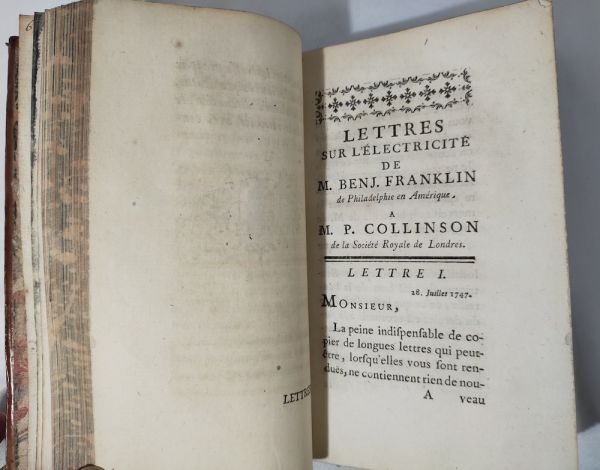 LETTRES
LETTRES
SUR L'ÉLECTRICITÉ
DE
M. BENJ. FRANKLIN
de Philadelphie en Amérique.
A
M. P. COLLINSON
de la Société Royale de Londres.
LETTRE I.
28. Juillet 1747.
MONSIEUR,
La peine indiſpenſable de co-
pier de longues lettres qui peut-
être, lorſqu'elles vous ſont ren-
duës, ne contiennent rien de nou-
A veau